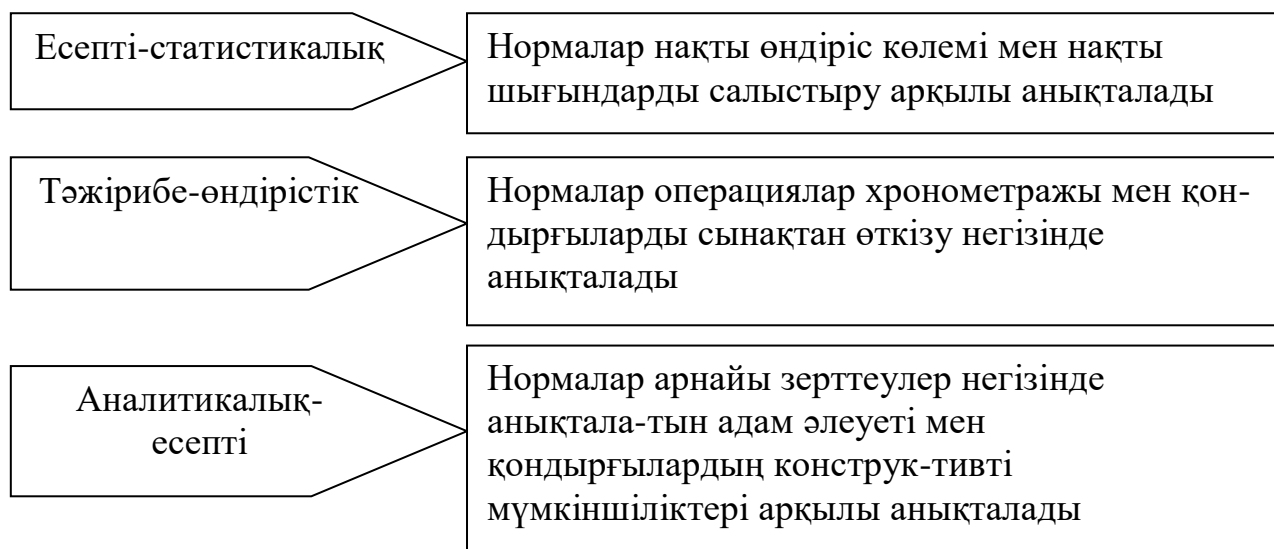 Есепті-статистикалық
Нормалар нақты өндіріс көлемі мен нақты
шығындарды салыстыру арқылы анықталады
Тәжірибе-өндірістік
Нормалар операциялар хронометражы мен қон-
дырғыларды сынақтан өткізу негізінде
анықталады
Аналитикалық-
есепті
Нормалар арнайы зерттеулер негізінде
анықтала-тын адам әлеуеті мен
қондырғылардың конструк-тивті
мүмкіншіліктері арқылы анықталады